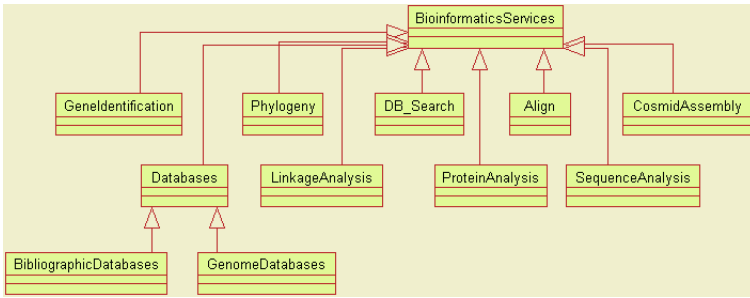 BioinformaticsServices
GeneIdentification
Phylogeny
DB_Search
Align
CosmidAssembly
Databases
LinkageAnalysis
ProteinAnalysis
SequenceAnalysis
BibliographicDatabases
GenomeDatabases